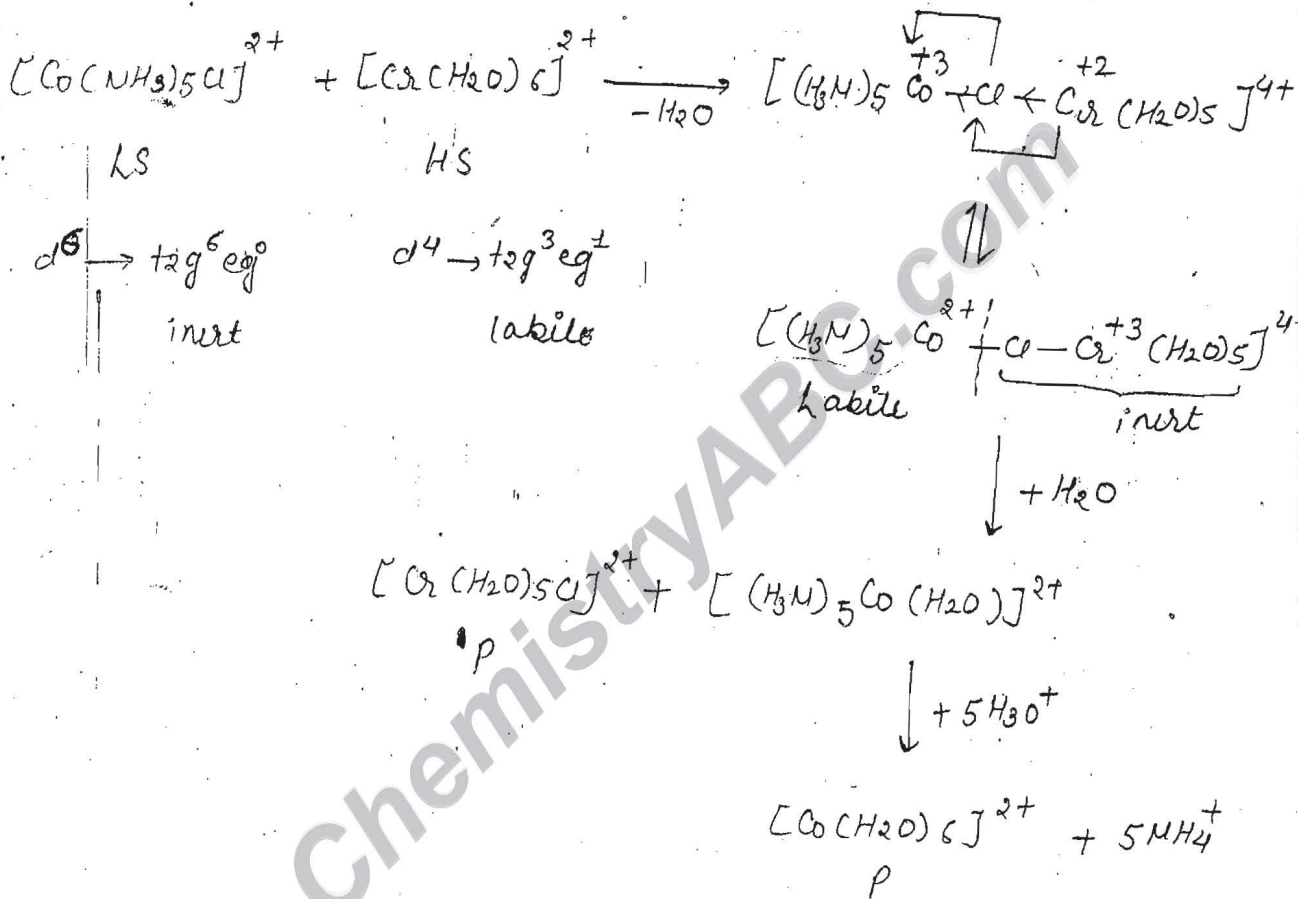 [Co(NH3)5Cl]2+ + [Cr(H2O)6]2+ -H2O [(H3N)5 Co+3 Cl Cr+2 (H2O)5]4+
LS HS
d6 → t2g6 eg0 d4 → t2g3 eg1
inert labile
[(H3N)5 Co2+ Cl — Cr+3 (H2O)5]4
Labile inert
+ H2O
[Cr(H2O)5Cl]2+ + [(H3N)5Co(H2O)]2+
P
+ 5H3O+
[Co(H2O)6]2+ + 5NH4+
P
ChemistryABC.com